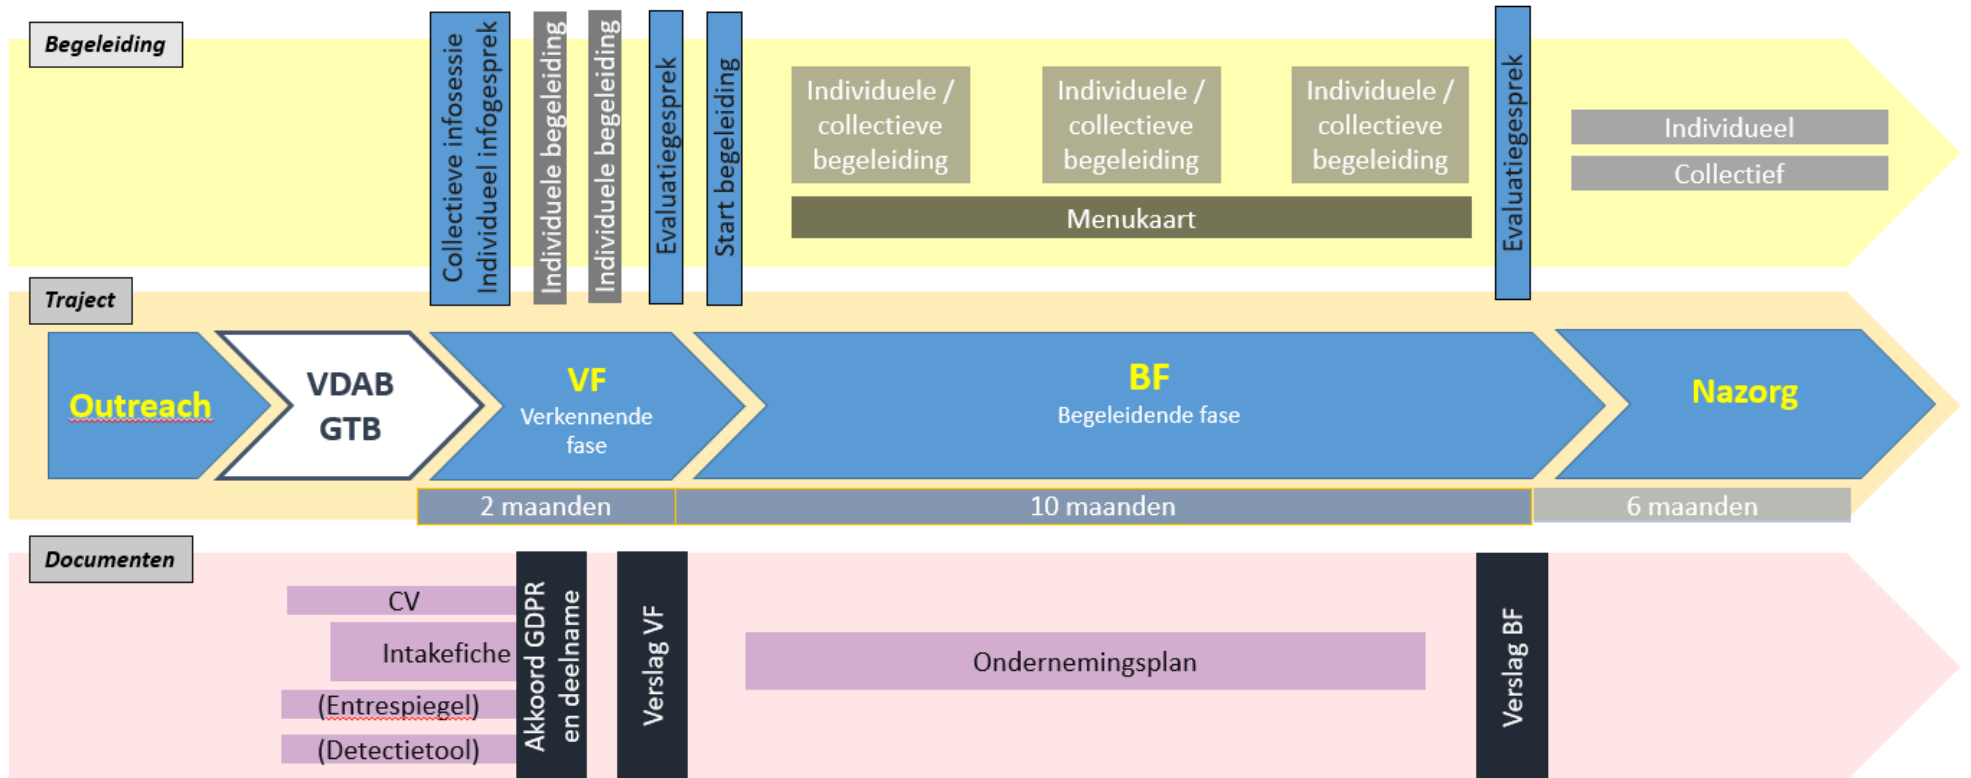 Begeleiding
Collectieve infosessie
Individueel infogesprek
Individuele begeleiding
Individuele begeleiding
Evaluatiegesprek
Start begeleiding
Individuele /
collectieve
begeleiding
Individuele /
collectieve
begeleiding
Individuele /
collectieve
begeleiding
Menukaart
Evaluatiegesprek
Individueel
Collectief
Traject
Outreach
VDAB
GTB
VF
Verkennende
fase
BF
Begeleidende fase
Nazorg
2 maanden
10 maanden
6 maanden
Documenten
CV
Intakefiche
(Entrespiegel)
(Detectietool)
Akkoord GDPR
en deelname
Verslag VF
Ondernemingsplan
Verslag BF